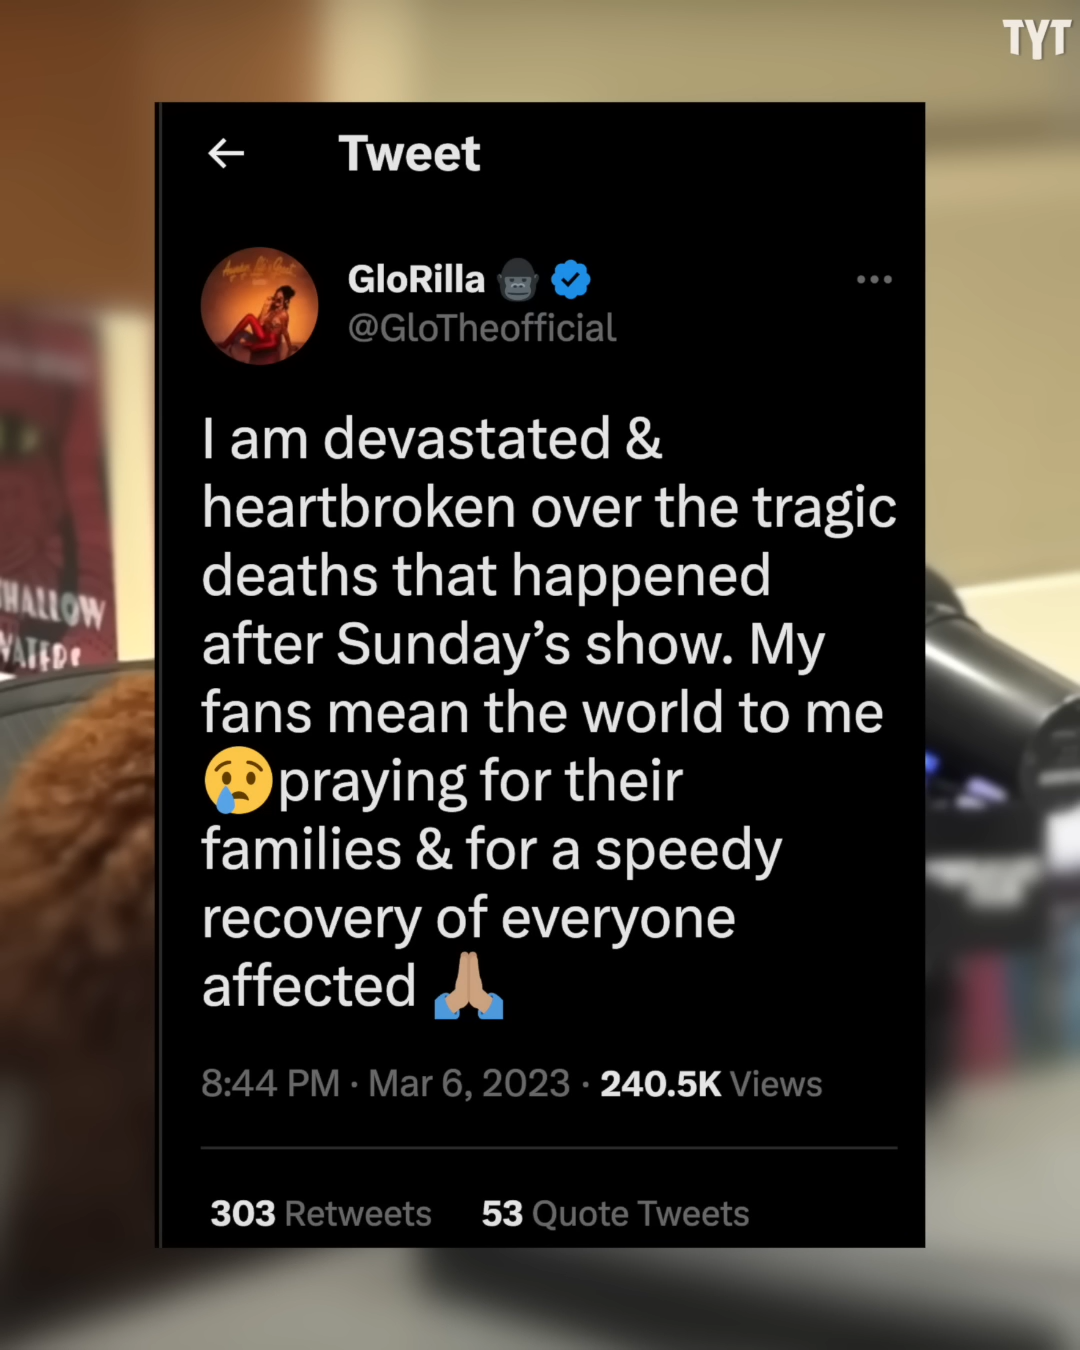 TYT
Tweet
GloRilla 🦍
@GloTheofficial
I am devastated &
heartbroken over the tragic
deaths that happened
after Sunday’s show. My
fans mean the world to me
😢praying for their
families & for a speedy
recovery of everyone
affected 🙏🏽
8:44 PM · Mar 6, 2023 · 240.5K Views
303 Retweets 53 Quote Tweets
HALLOW
WATERS